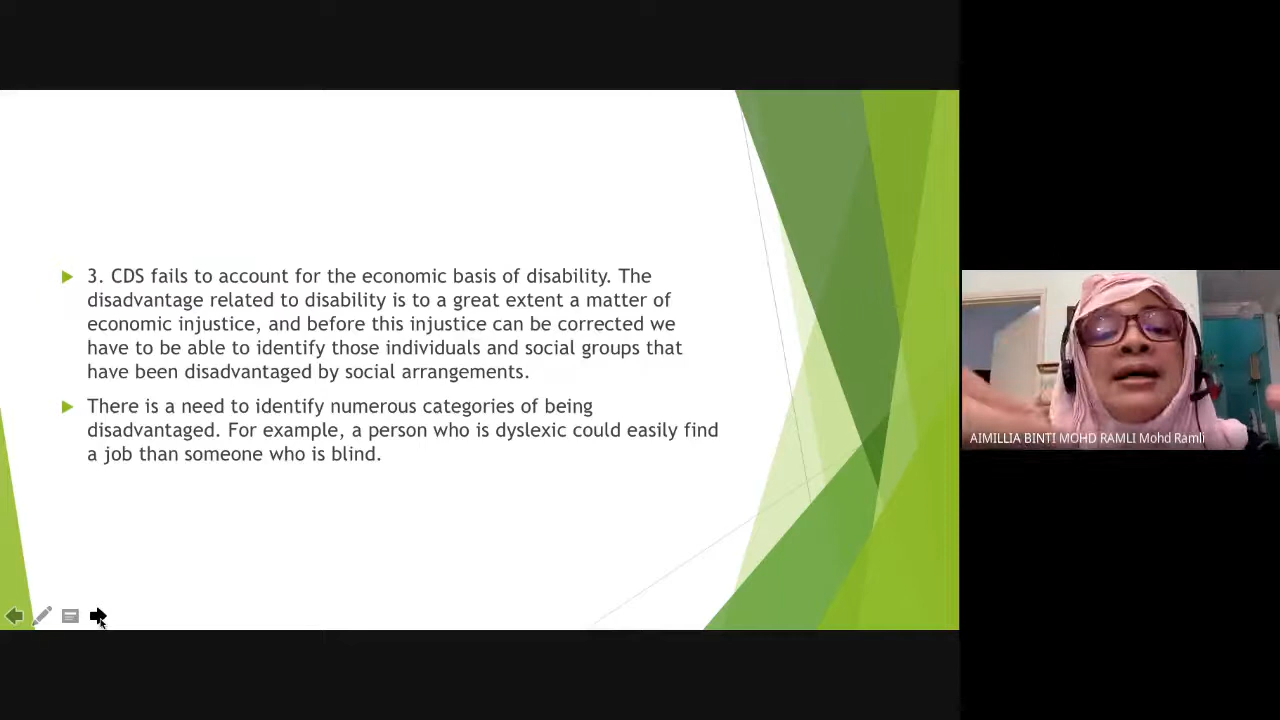 3. CDS fails to account for the economic basis of disability. The
disadvantage related to disability is to a great extent a matter of
economic injustice, and before this injustice can be corrected we
have to be able to identify those individuals and social groups that
have been disadvantaged by social arrangements.
There is a need to identify numerous categories of being
disadvantaged. For example, a person who is dyslexic could easily find
a job than someone who is blind.
AIMILLIA BINTI MOHD RAMLI Mohd Ramli